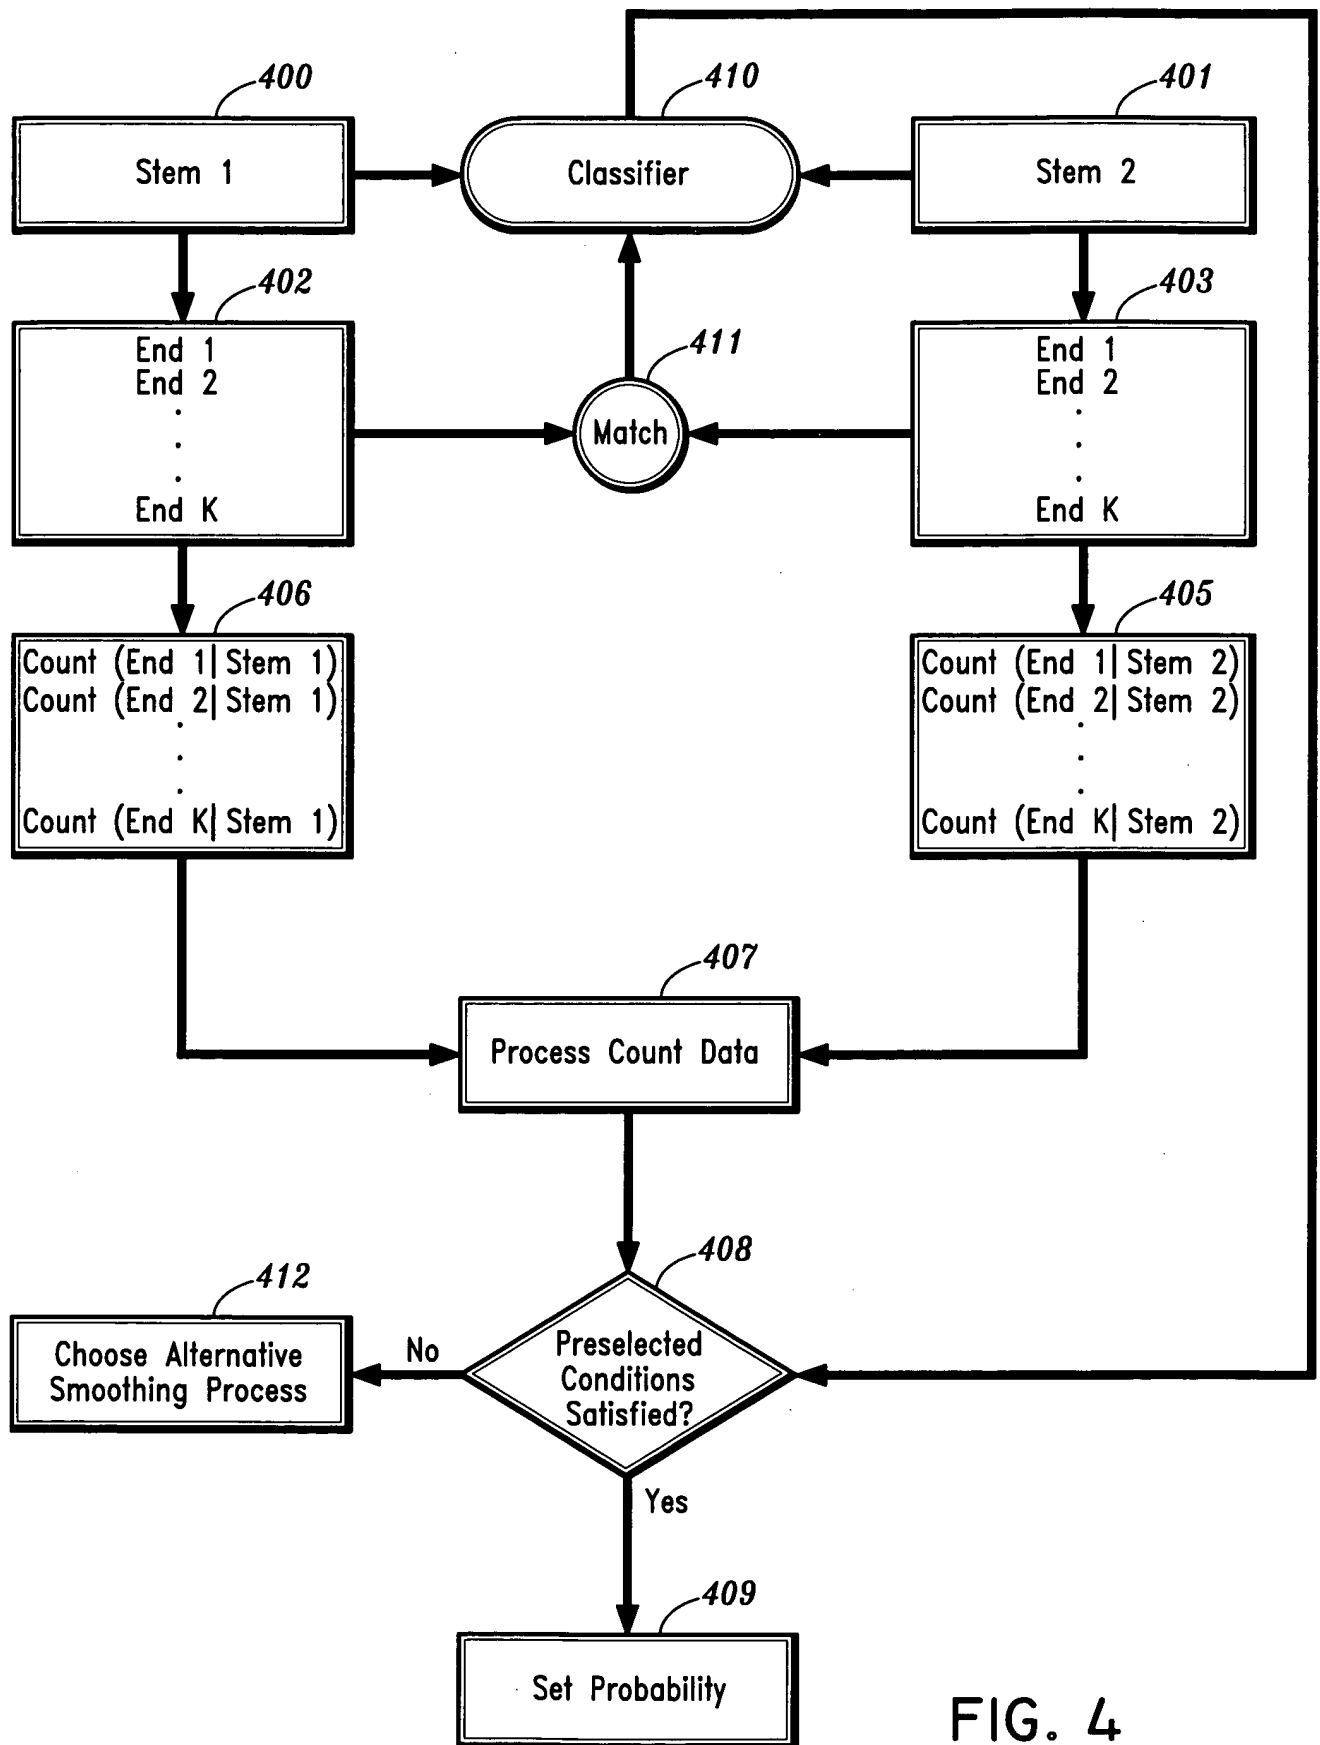 400
410
401
Stem 1
Classifier
Stem 2
402
403
End 1
End 2
.
.
.
End K
411
Match
End 1
End 2
.
.
.
End K
406
405
Count (End 1| Stem 1)
Count (End 2| Stem 1)
.
.
.
Count (End K| Stem 1)
Count (End 1| Stem 2)
Count (End 2| Stem 2)
.
.
.
Count (End K| Stem 2)
407
Process Count Data
408
412
Choose Alternative
Smoothing Process
No
Preselected
Conditions
Satisfied?
Yes
409
Set Probability
FIG. 4